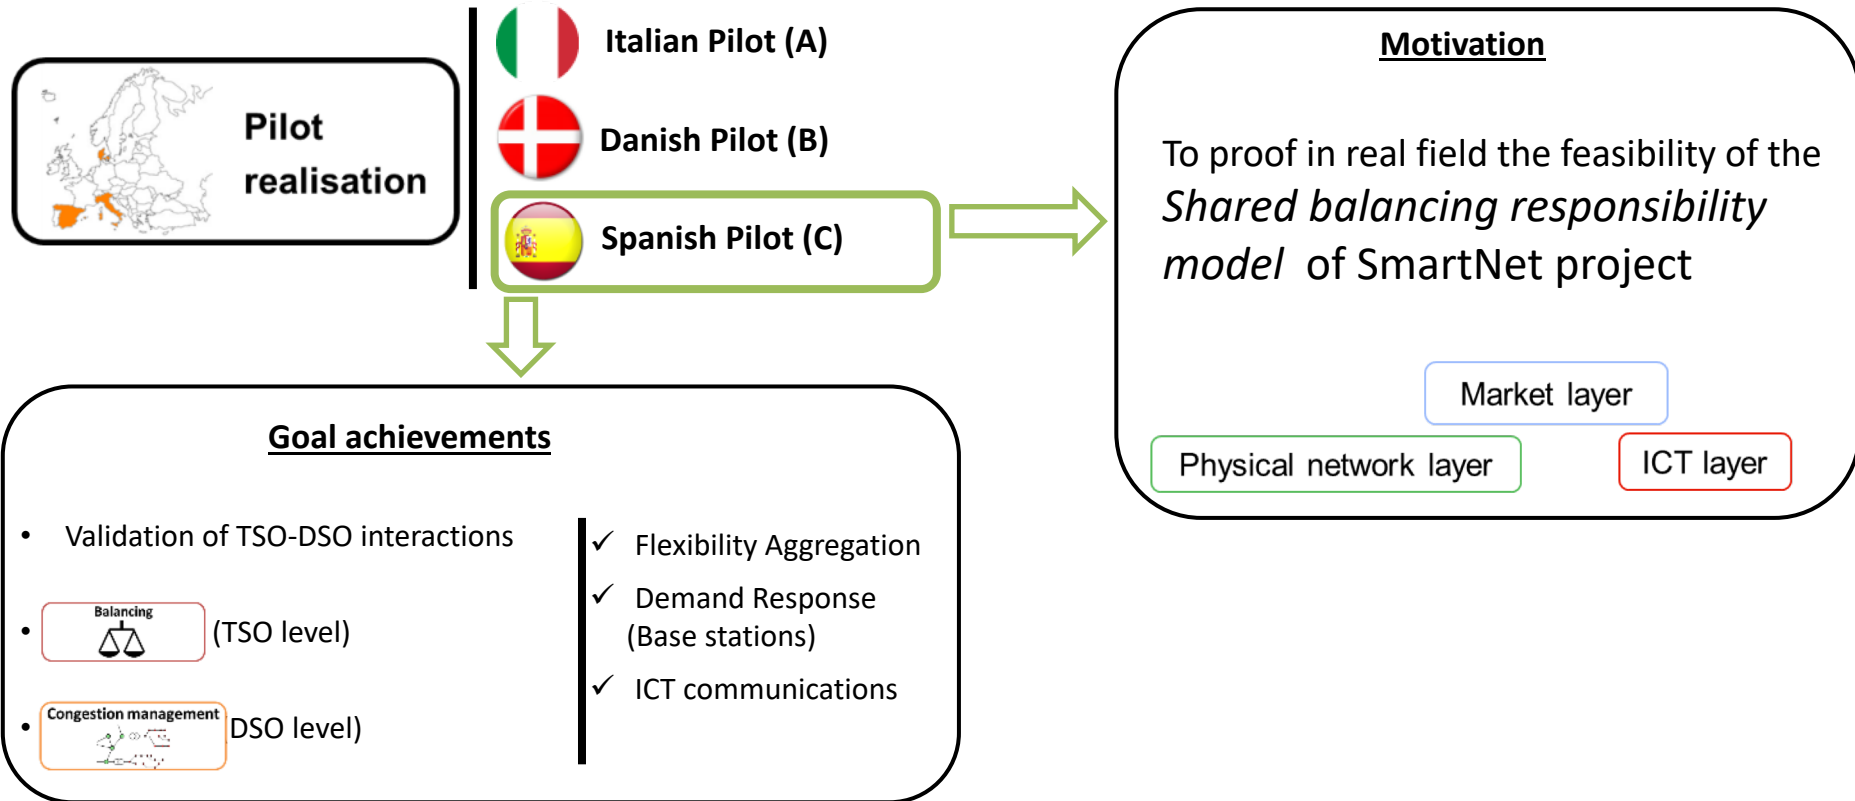 Pilot
realisation
Italian Pilot (A)
Danish Pilot (B)
Spanish Pilot (C)
Motivation
To proof in real field the feasibility of the
Shared balancing responsibility
model of SmartNet project
Market layer
Physical network layer
ICT layer
Goal achievements
• Validation of TSO-DSO interactions
• Balancing (TSO level)
• Congestion management DSO level)
✓ Flexibility Aggregation
✓ Demand Response
(Base stations)
✓ ICT communications